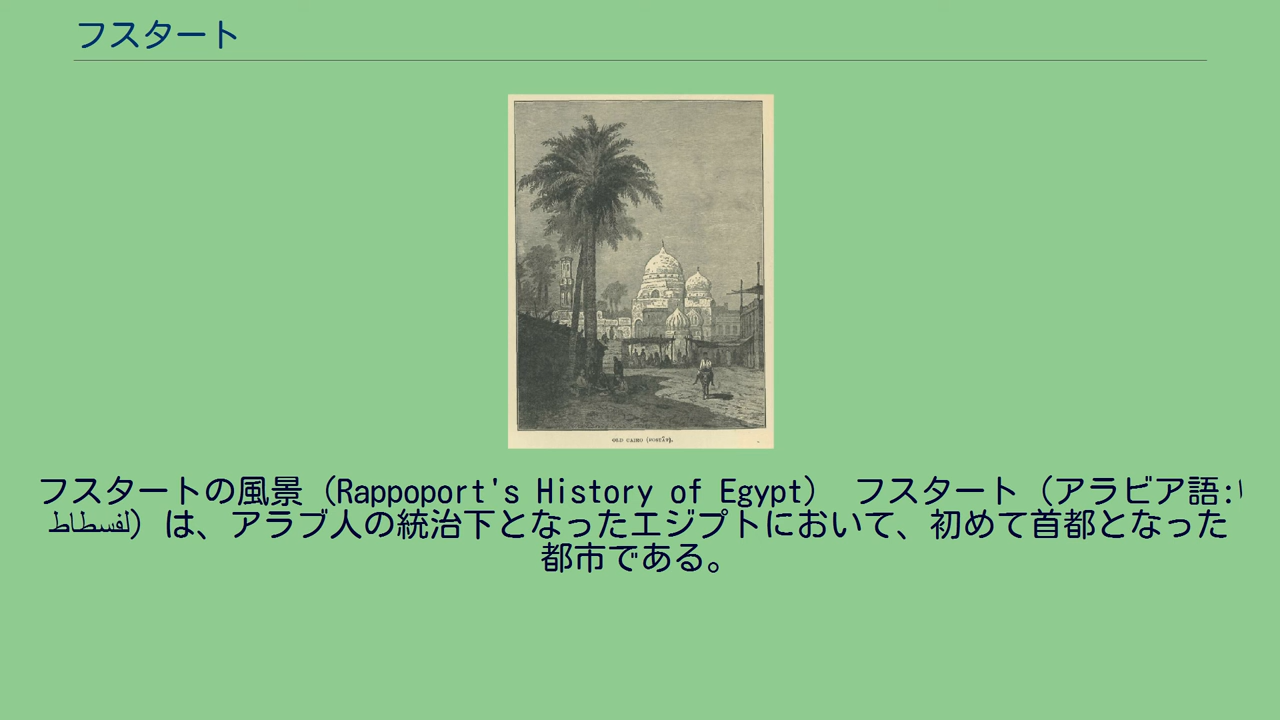 フスタート
OLD CAIRO (FOSTÂT).
フスタートの風景（Rappoport's History of Egypt） フスタート（アラビア語:ا
لفسطاط）は、アラブ人の統治下となったエジプトにおいて、初めて首都となった
都市である。